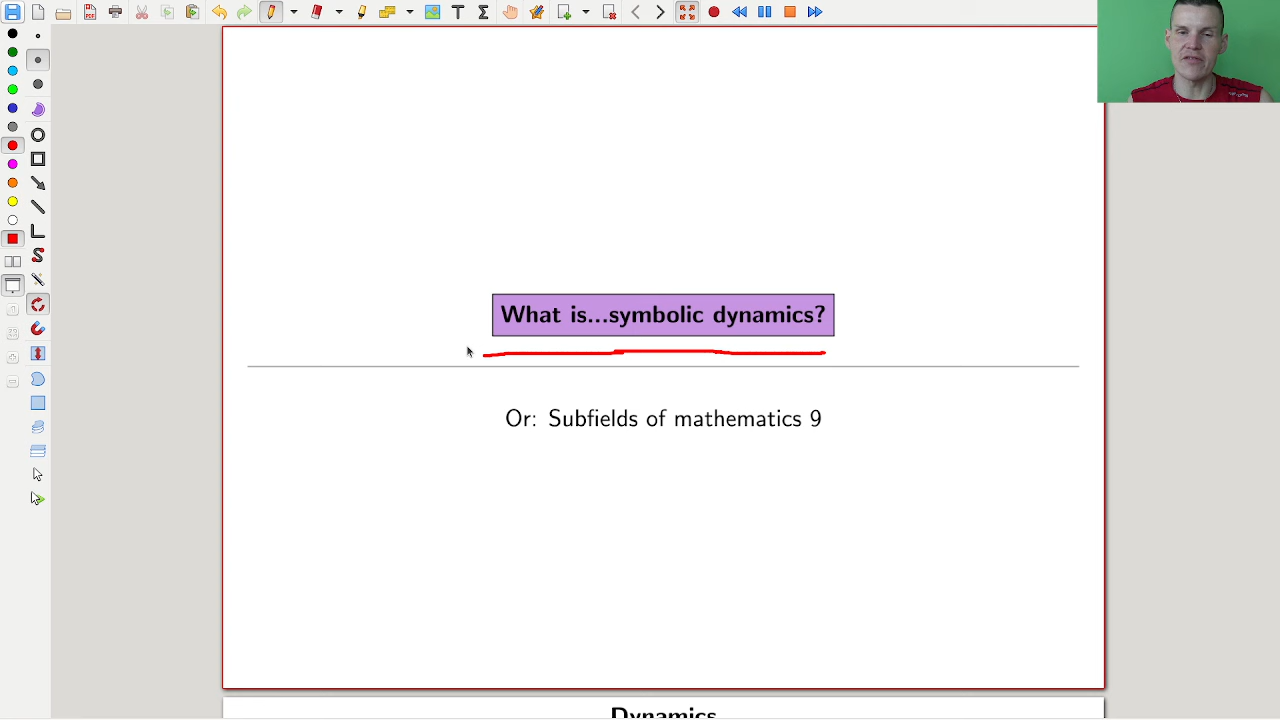 What is...symbolic dynamics?
Or: Subfields of mathematics 9
Dynamics